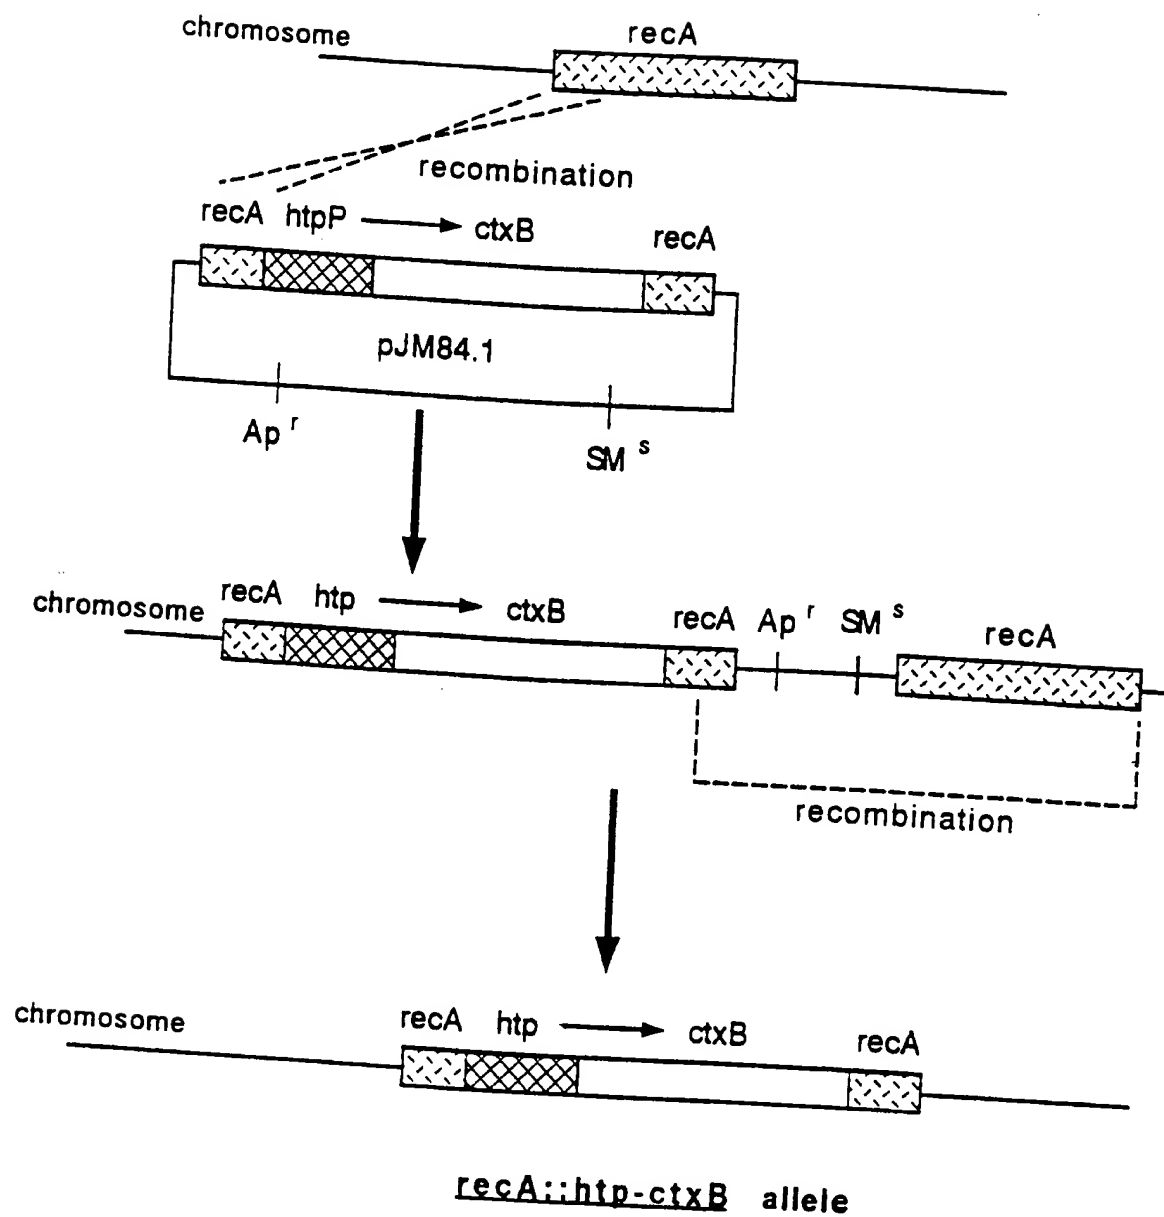 chromosome
recA
recombination
recA htpP ctxB recA
pJM84.1
Ap r
SM s
chromosome recA htp ctxB recA Ap r SM s recA
recombination
chromosome recA htp ctxB recA
recA::htp-ctxB allele